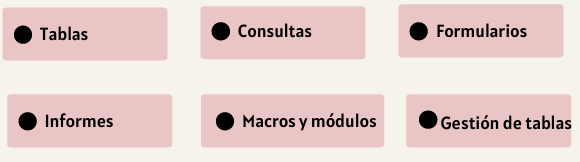 Tablas
Consultas
Formularios
Informes
Macros y módulos
Gestión de tablas